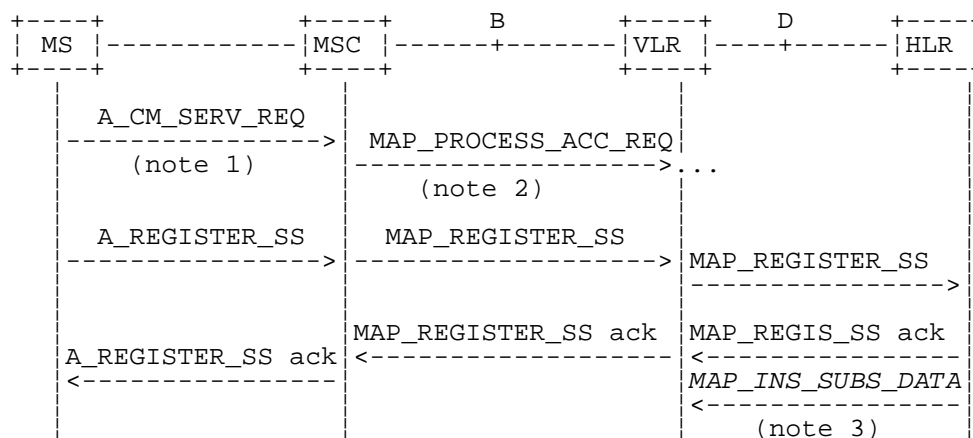 B D
MS MSC VLR HLR
A_CM_SERV_REQ
MAP_PROCESS_ACC_REQ
(note 1)
...
(note 2)
A_REGISTER_SS MAP_REGISTER_SS
MAP_REGISTER_SS
MAP_REGISTER_SS ack MAP_REGIS_SS ack
A_REGISTER_SS ack
MAP_INS_SUBS_DATA
(note 3)